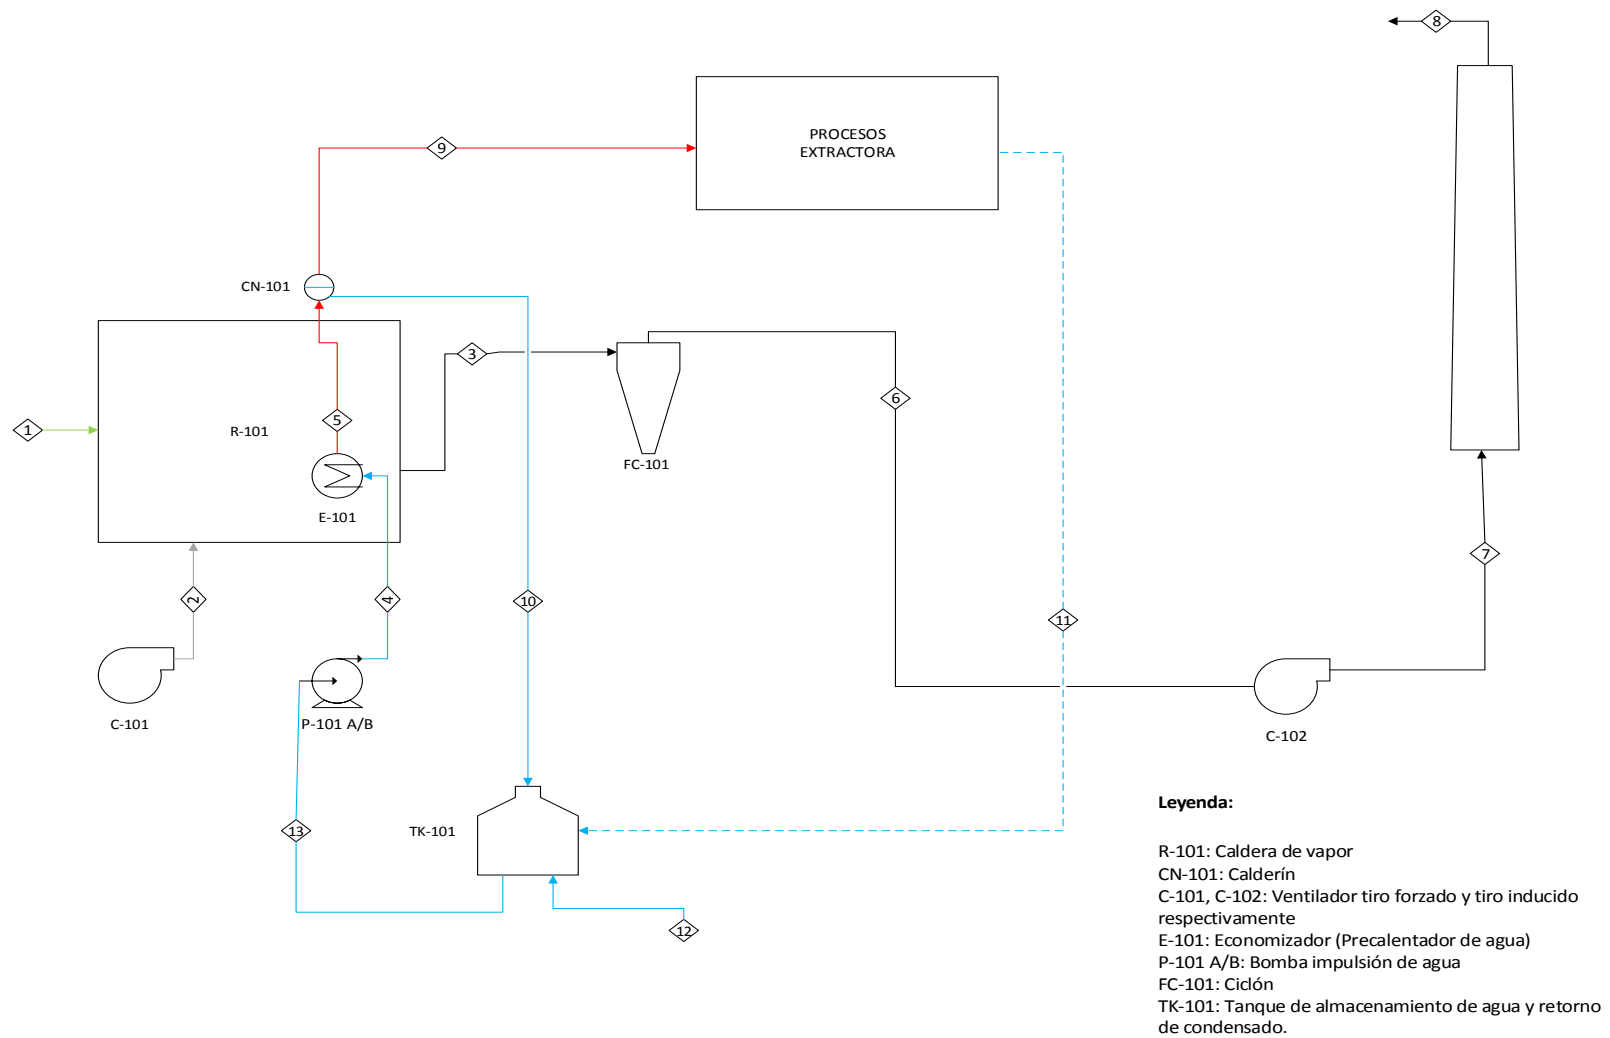 8
PROCESOS
EXTRACTORA
9
CN-101
3
6
1
R-101
5
FC-101
E-101
7
2
4
10
11
C-101
P-101 A/B
C-102
13
TK-101
12
Leyenda:
R-101: Caldera de vapor
CN-101: Calderín
C-101, C-102: Ventilador tiro forzado y tiro inducido
respectivamente
E-101: Economizador (Precalentador de agua)
P-101 A/B: Bomba impulsión de agua
FC-101: Ciclón
TK-101: Tanque de almacenamiento de agua y retorno
de condensado.